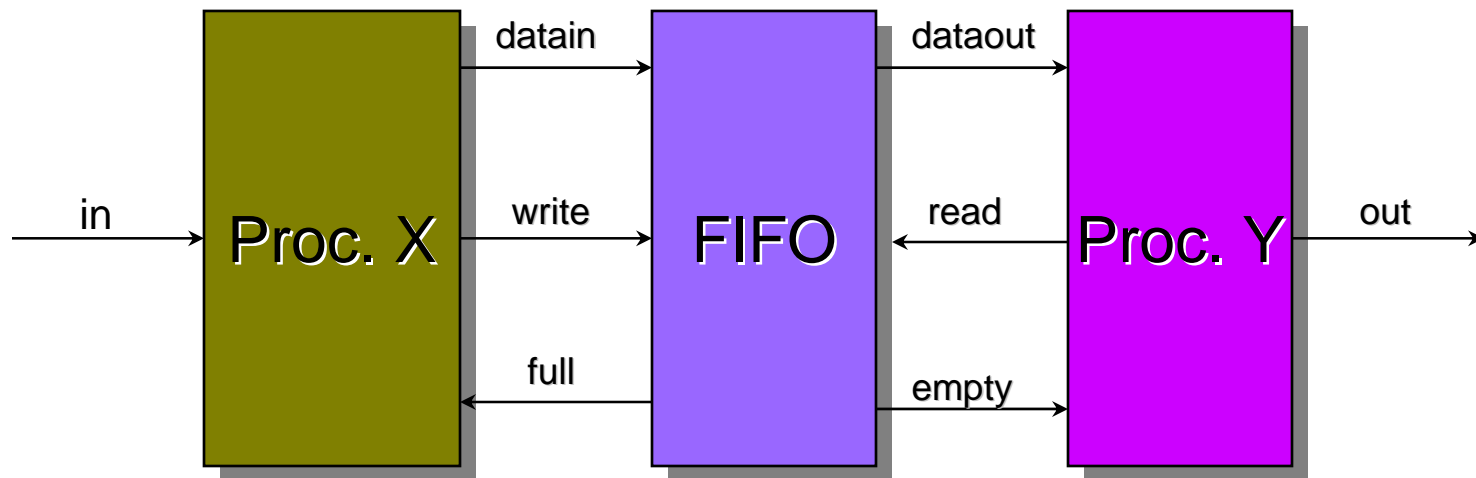 datain
dataout
in
write
read
out
Proc. X
FIFO
Proc. Y
full
empty